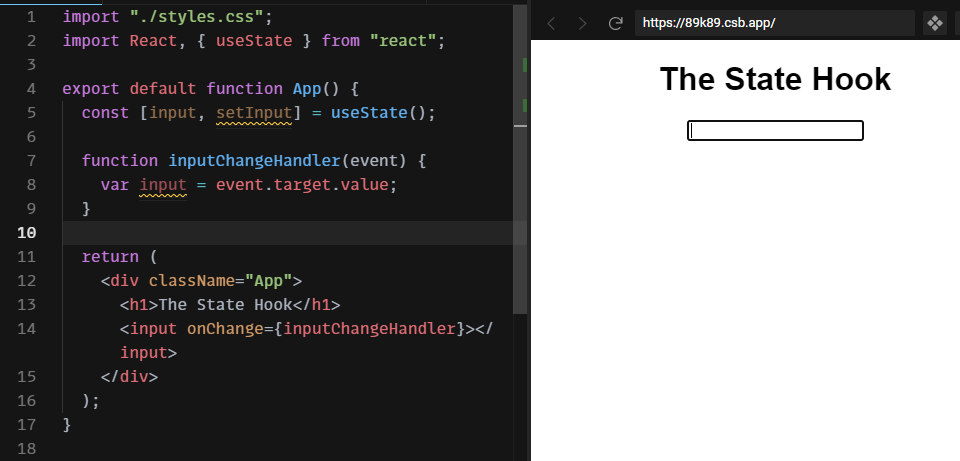 1 import "./styles.css";
2 import React, { useState } from "react";
3
4 export default function App() {
5   const [input, setInput] = useState();
6
7   function inputChangeHandler(event) {
8     var input = event.target.value;
9   }
10
11   return (
12     <div className="App">
13       <h1>The State Hook</h1>
14       <input onChange={inputChangeHandler}></
       input>
15     </div>
16   );
17 }
18
https://89k89.csb.app/
The State Hook